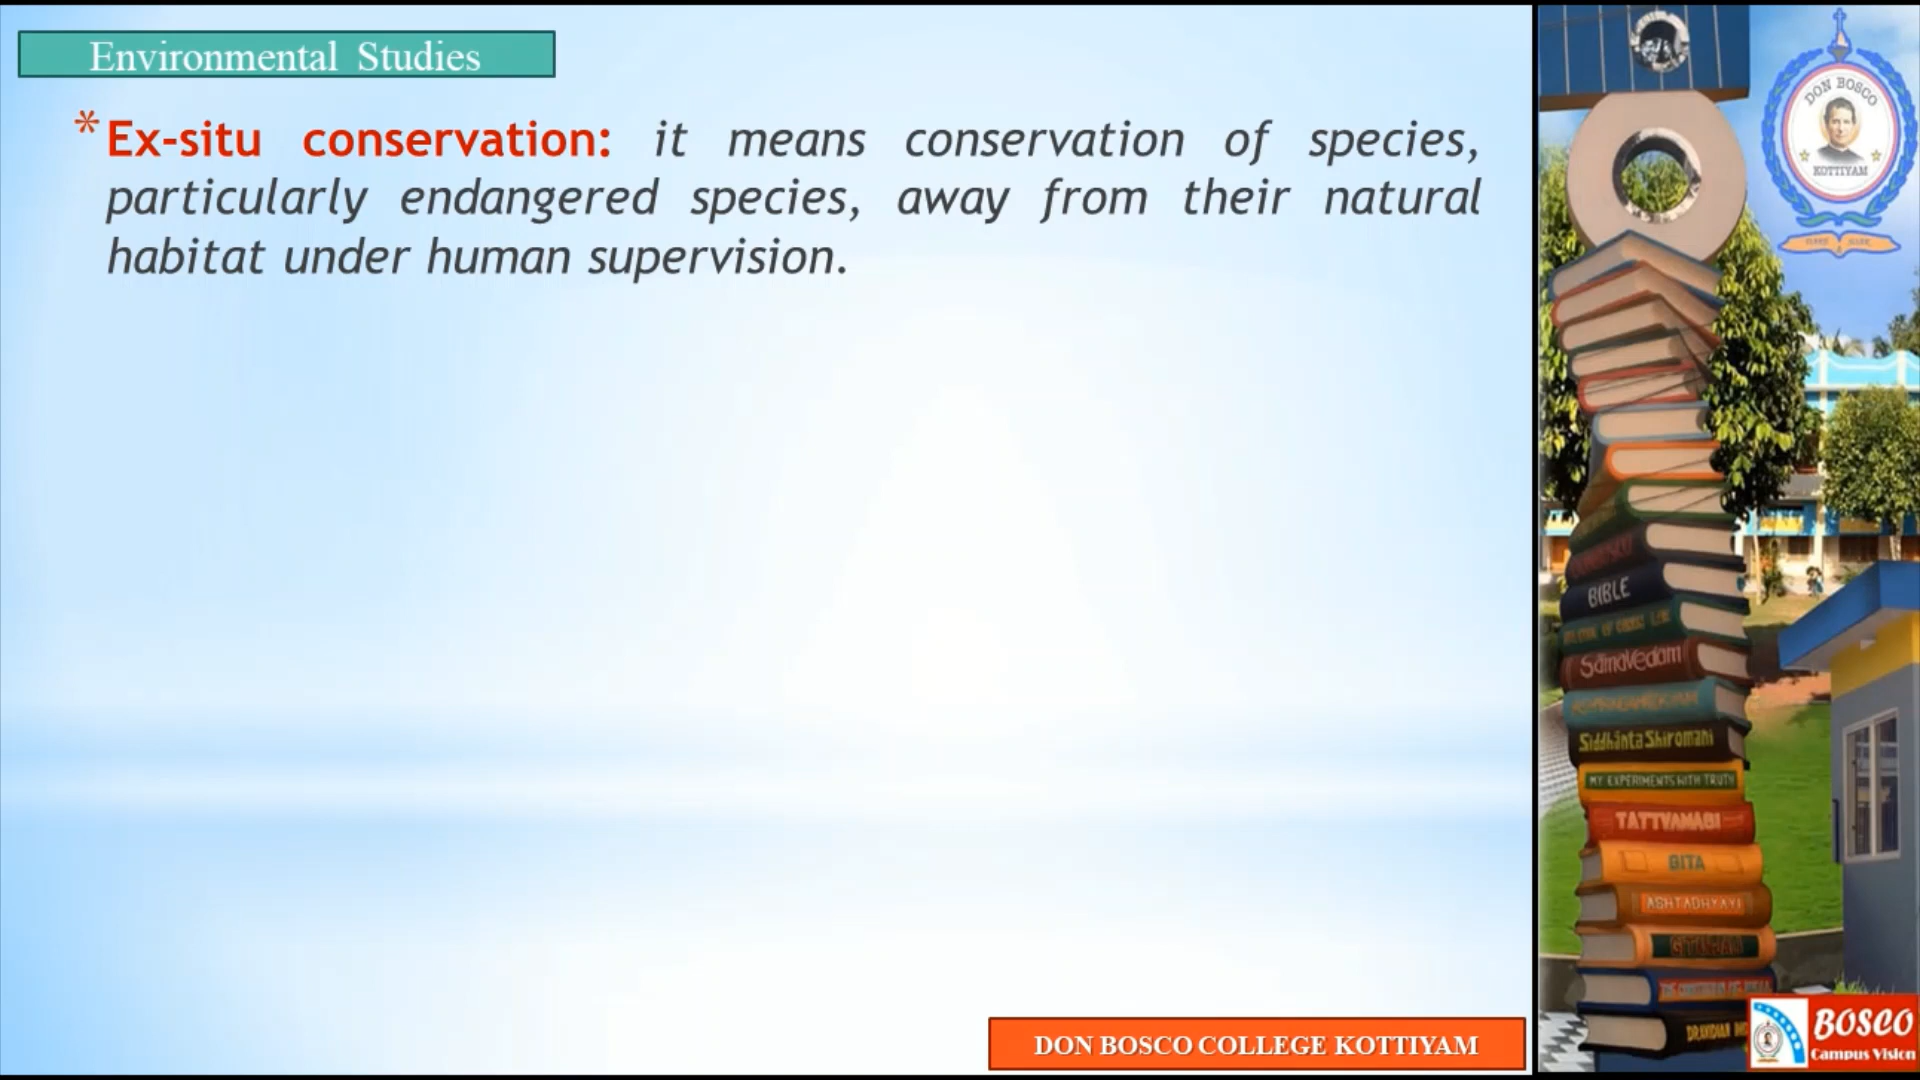 Environmental Studies
*Ex-situ conservation: it means conservation of species,
particularly endangered species, away from their natural
habitat under human supervision.
DON BOSCO COLLEGE KOTTIYAM
DON BOSCO
KOTTIYAM
BIBLE
SamaVedam
Siddhānta Shiromani
MY EXPERIMENTS WITH TRUTH
TATTVAMASI
GITA
ASHTADHYAYI
BOSCO
Campus Vision